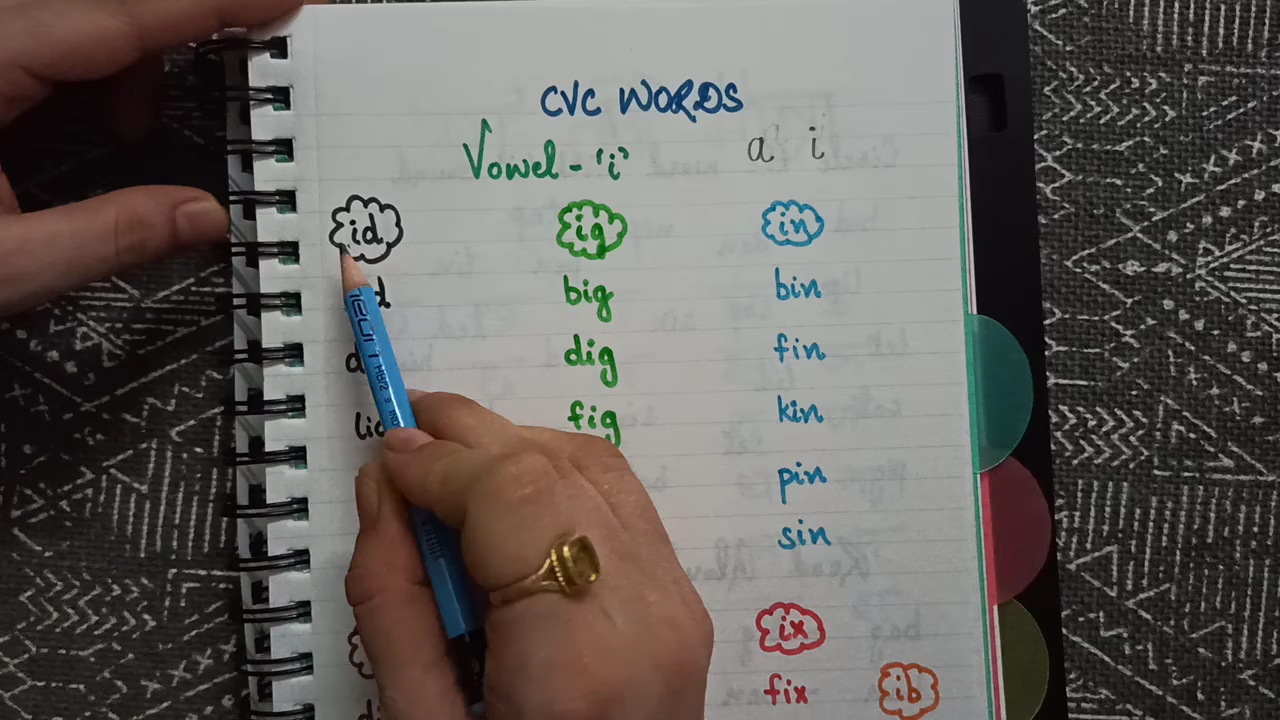 CVC WORDS
Vowel - 'i' a i
id ig in
big bin
dig fin
fig kin
pin
sin
ix
fix ib